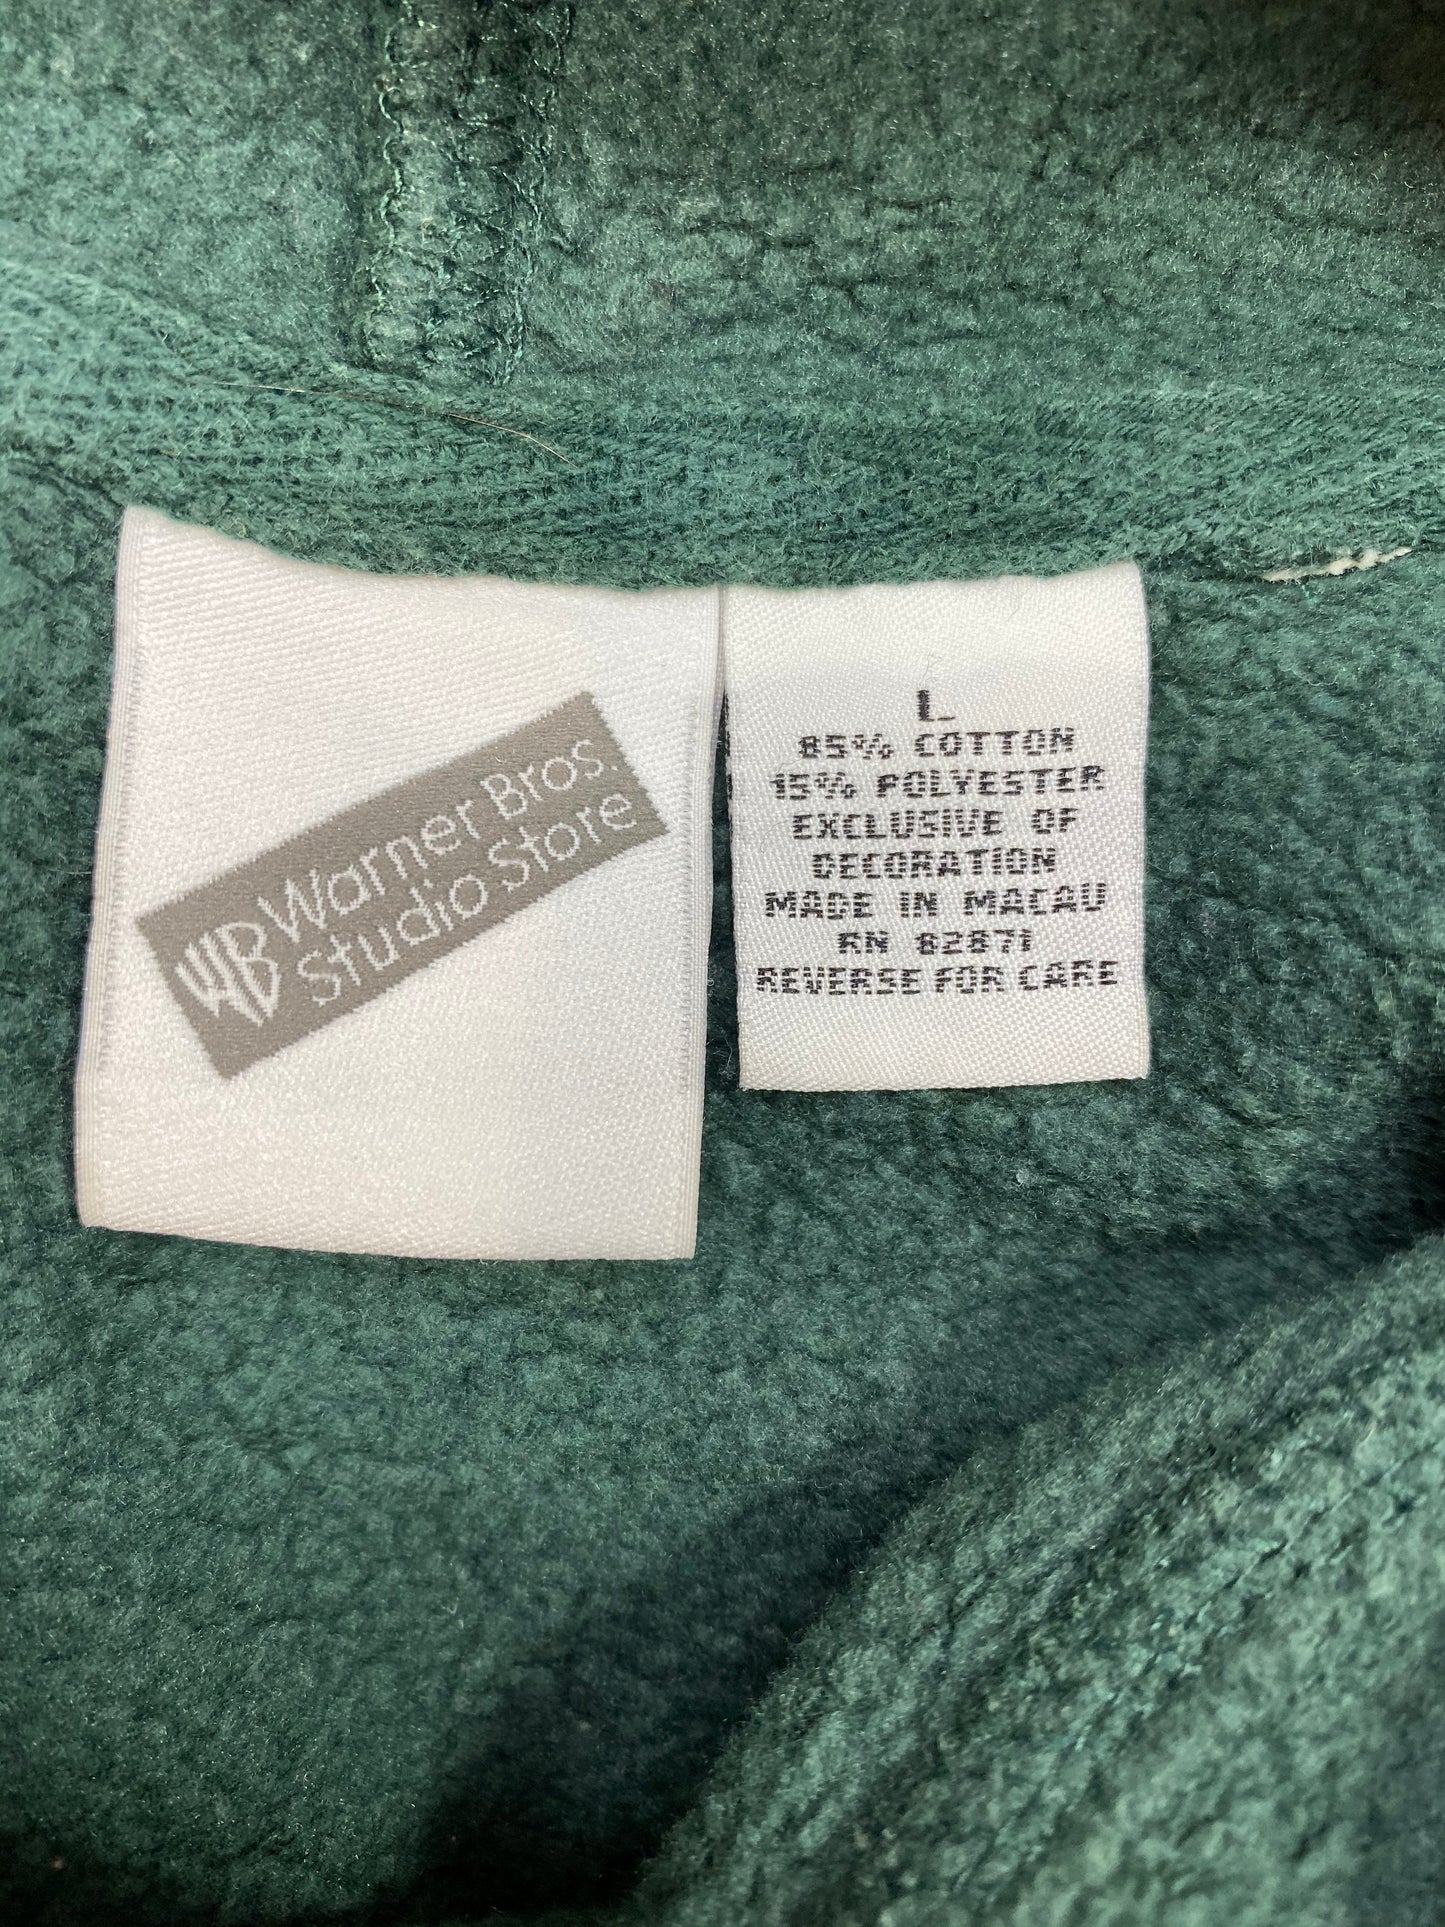 WB Warner Bros.
Studio Store
L
85% COTTON
15% POLYESTER
EXCLUSIVE OF
DECORATION
MADE IN MACAU
RN 82871
REVERSE FOR CARE